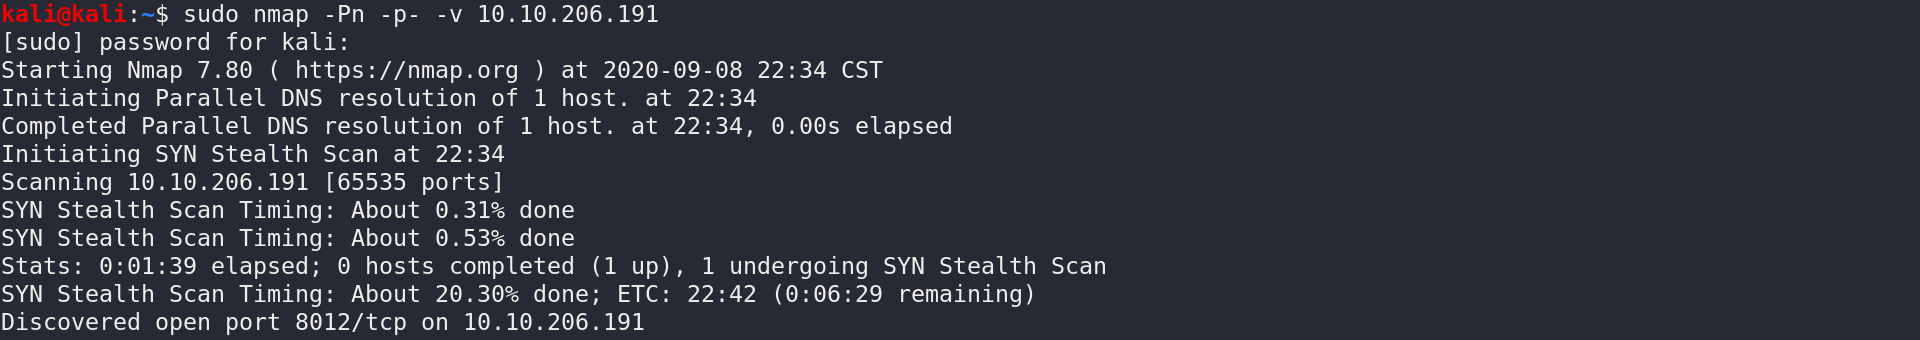 kali@kali:~$ sudo nmap -Pn -p- -v 10.10.206.191
[sudo] password for kali:
Starting Nmap 7.80 ( https://nmap.org ) at 2020-09-08 22:34 CST
Initiating Parallel DNS resolution of 1 host. at 22:34
Completed Parallel DNS resolution of 1 host. at 22:34, 0.00s elapsed
Initiating SYN Stealth Scan at 22:34
Scanning 10.10.206.191 [65535 ports]
SYN Stealth Scan Timing: About 0.31% done
SYN Stealth Scan Timing: About 0.53% done
Stats: 0:01:39 elapsed; 0 hosts completed (1 up), 1 undergoing SYN Stealth Scan
SYN Stealth Scan Timing: About 20.30% done; ETC: 22:42 (0:06:29 remaining)
Discovered open port 8012/tcp on 10.10.206.191